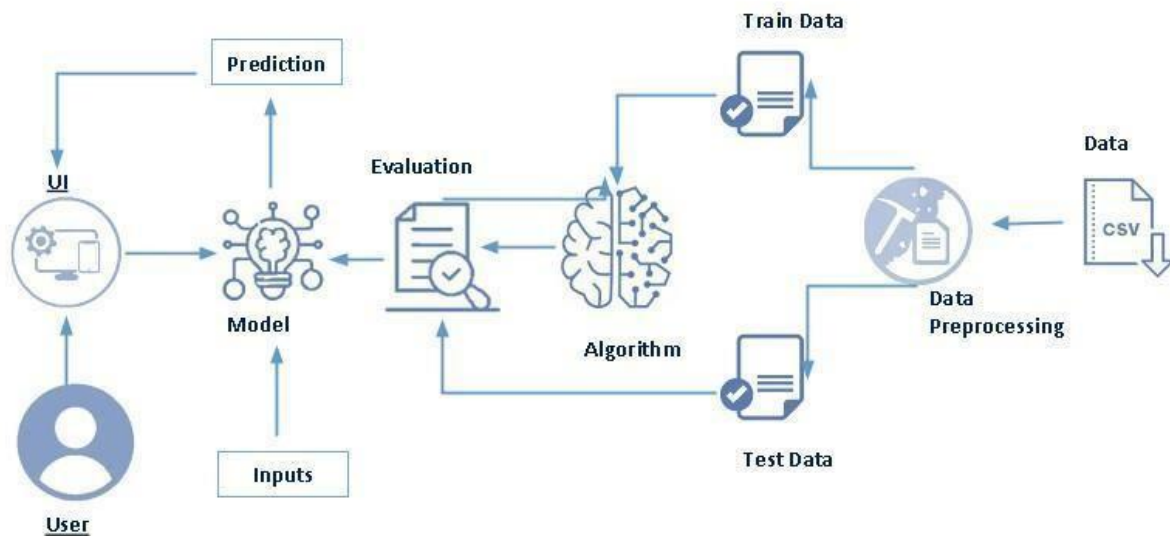 Train Data
Prediction
Evaluation
Data
UI
CSV
Model
Algorithm
Data
Preprocessing
Inputs
Test Data
User